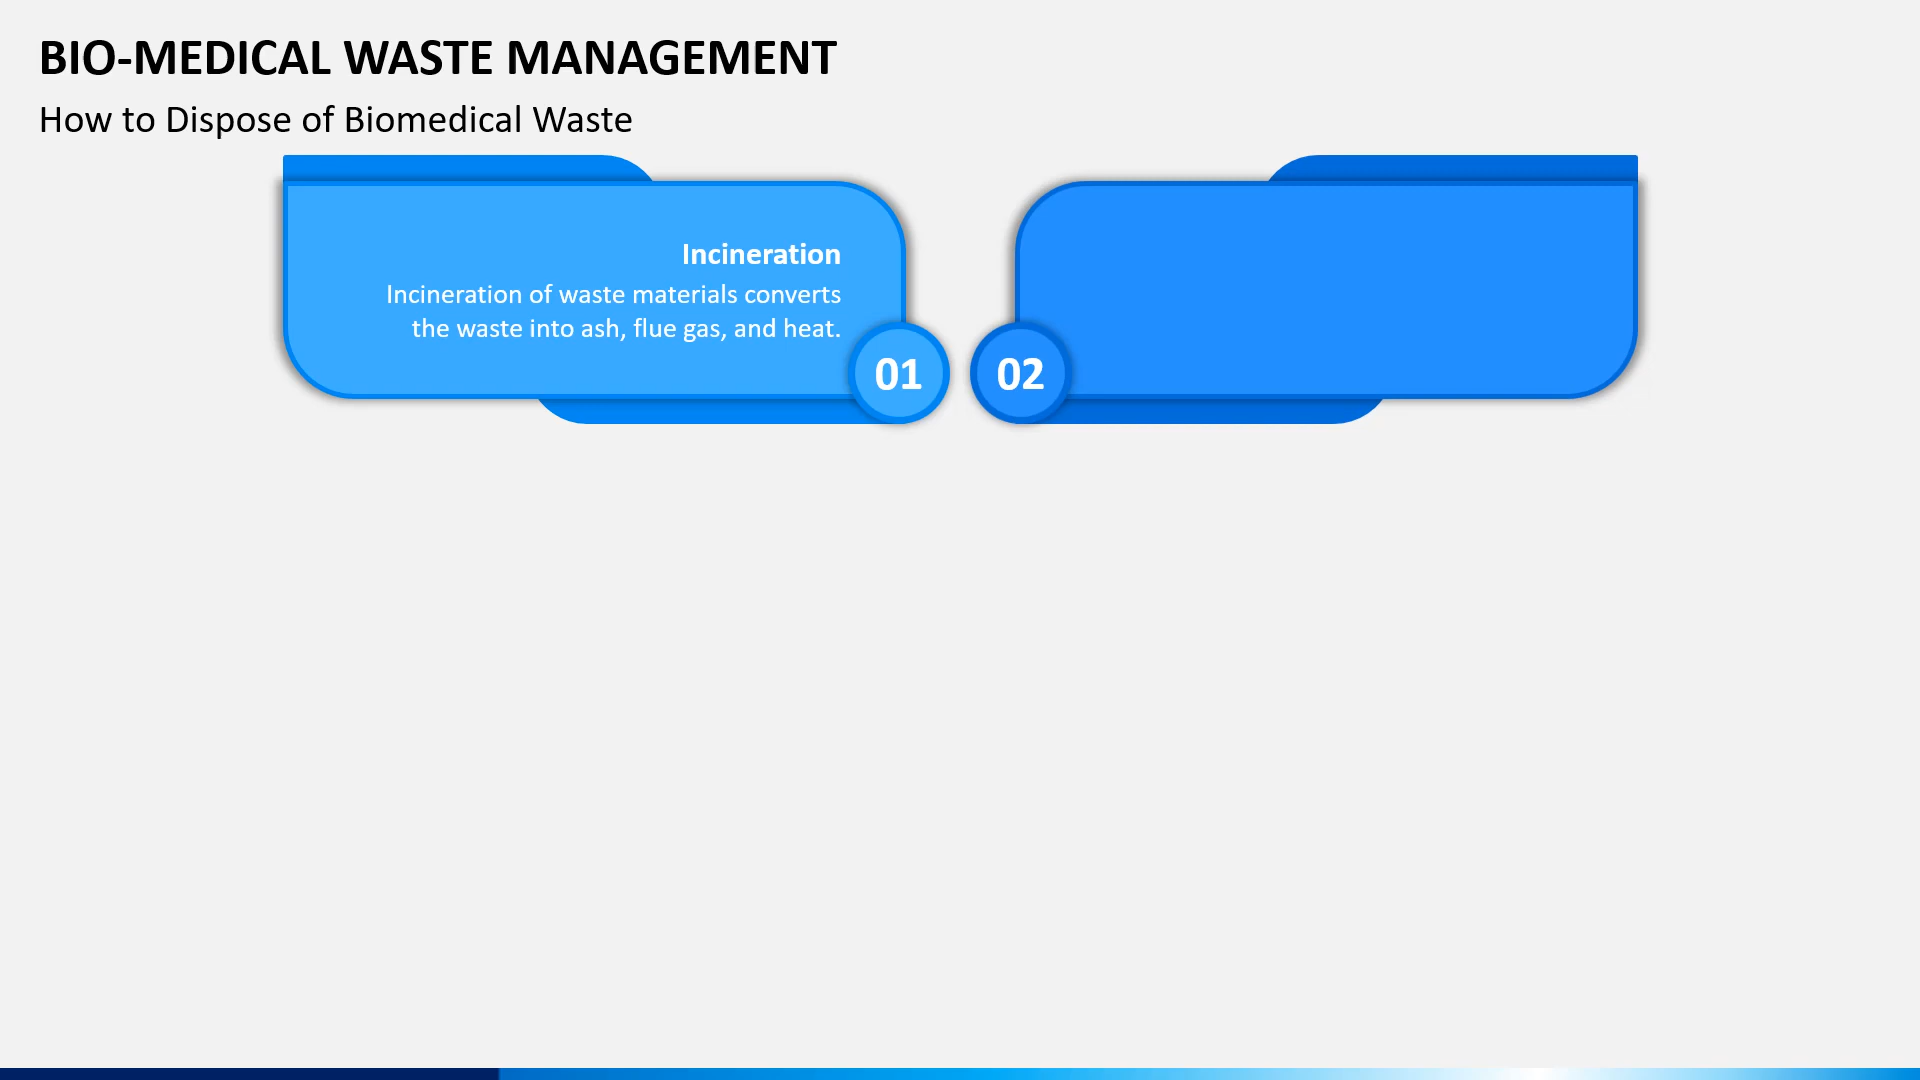 BIO-MEDICAL WASTE MANAGEMENT
How to Dispose of Biomedical Waste
Incineration
Incineration of waste materials converts
the waste into ash, flue gas, and heat.
01
02